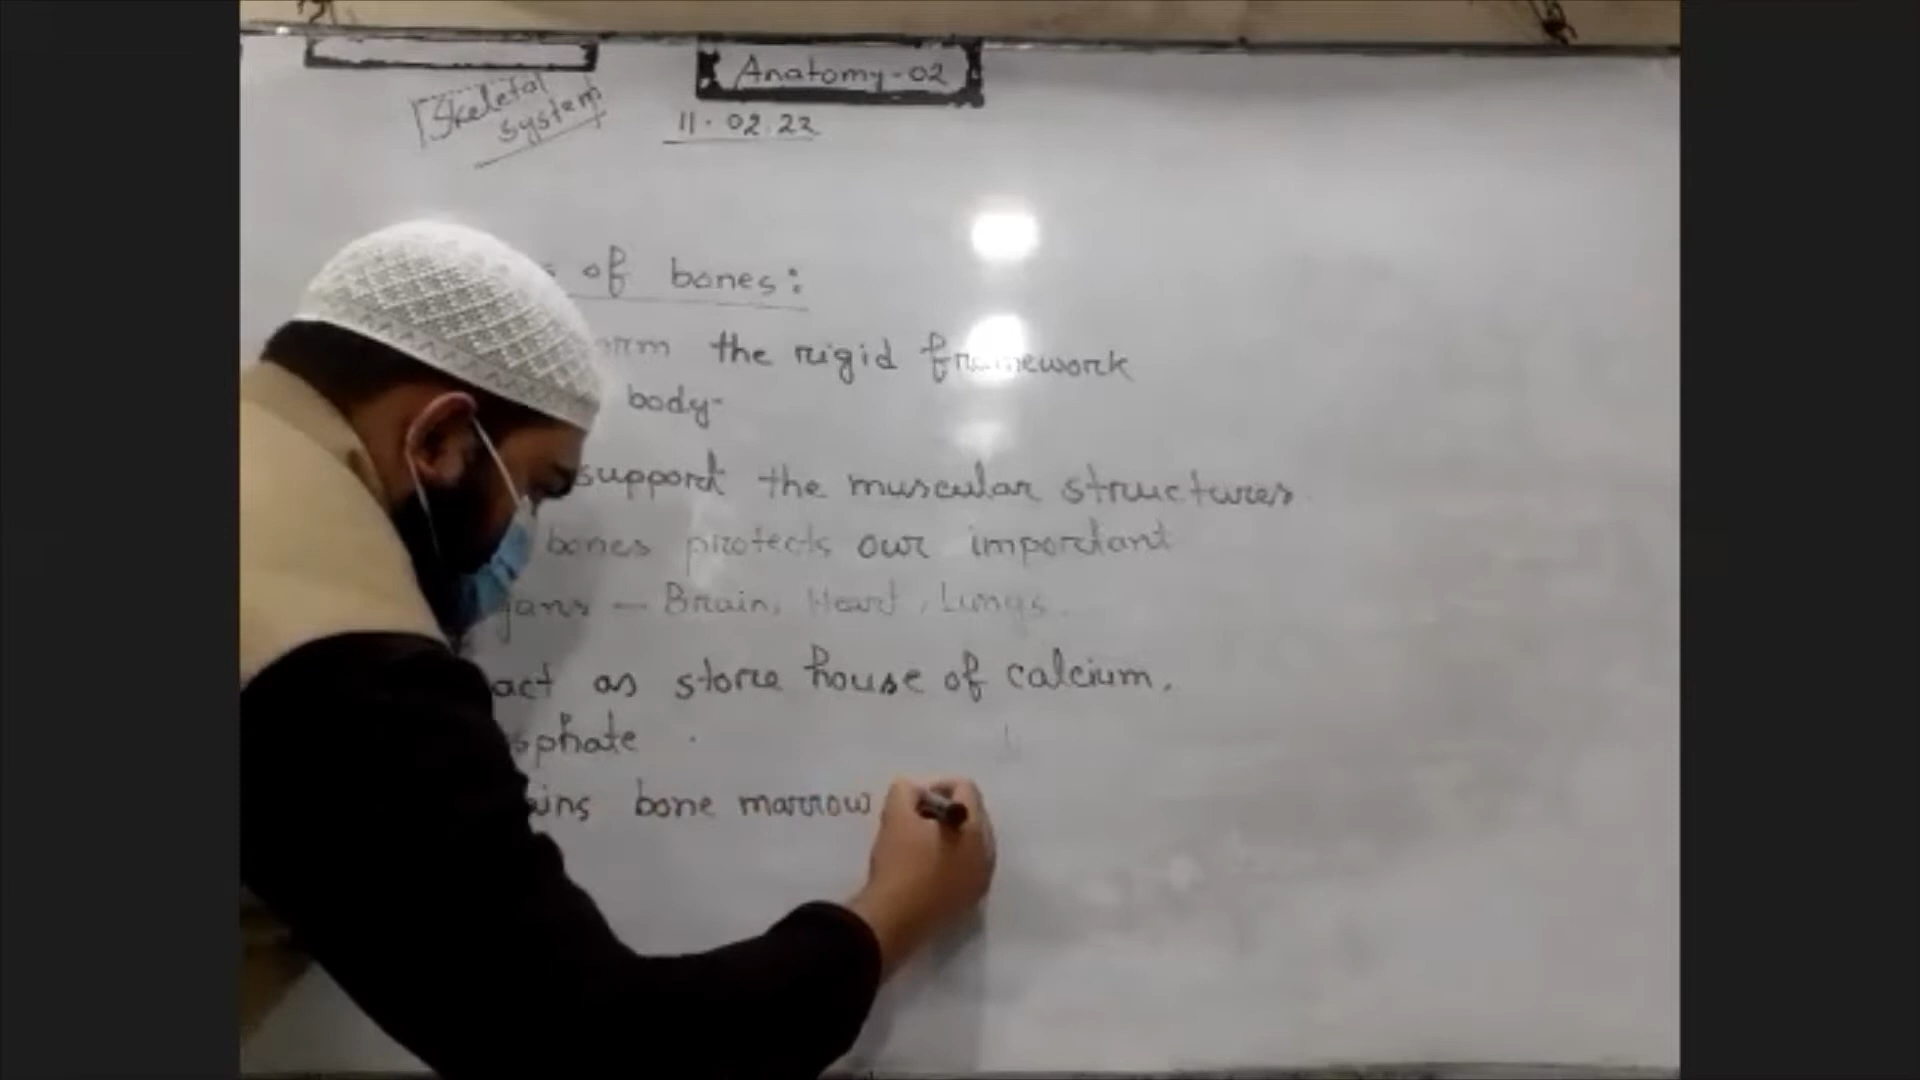 Skeletal
system
Anatomy-02
11.02.22
of bones:
the rigid framework
body-
support the muscular structures
bones protects our important
Brain, Heart, Lungs.
act as store house of calcium,
sphate
bone marrow